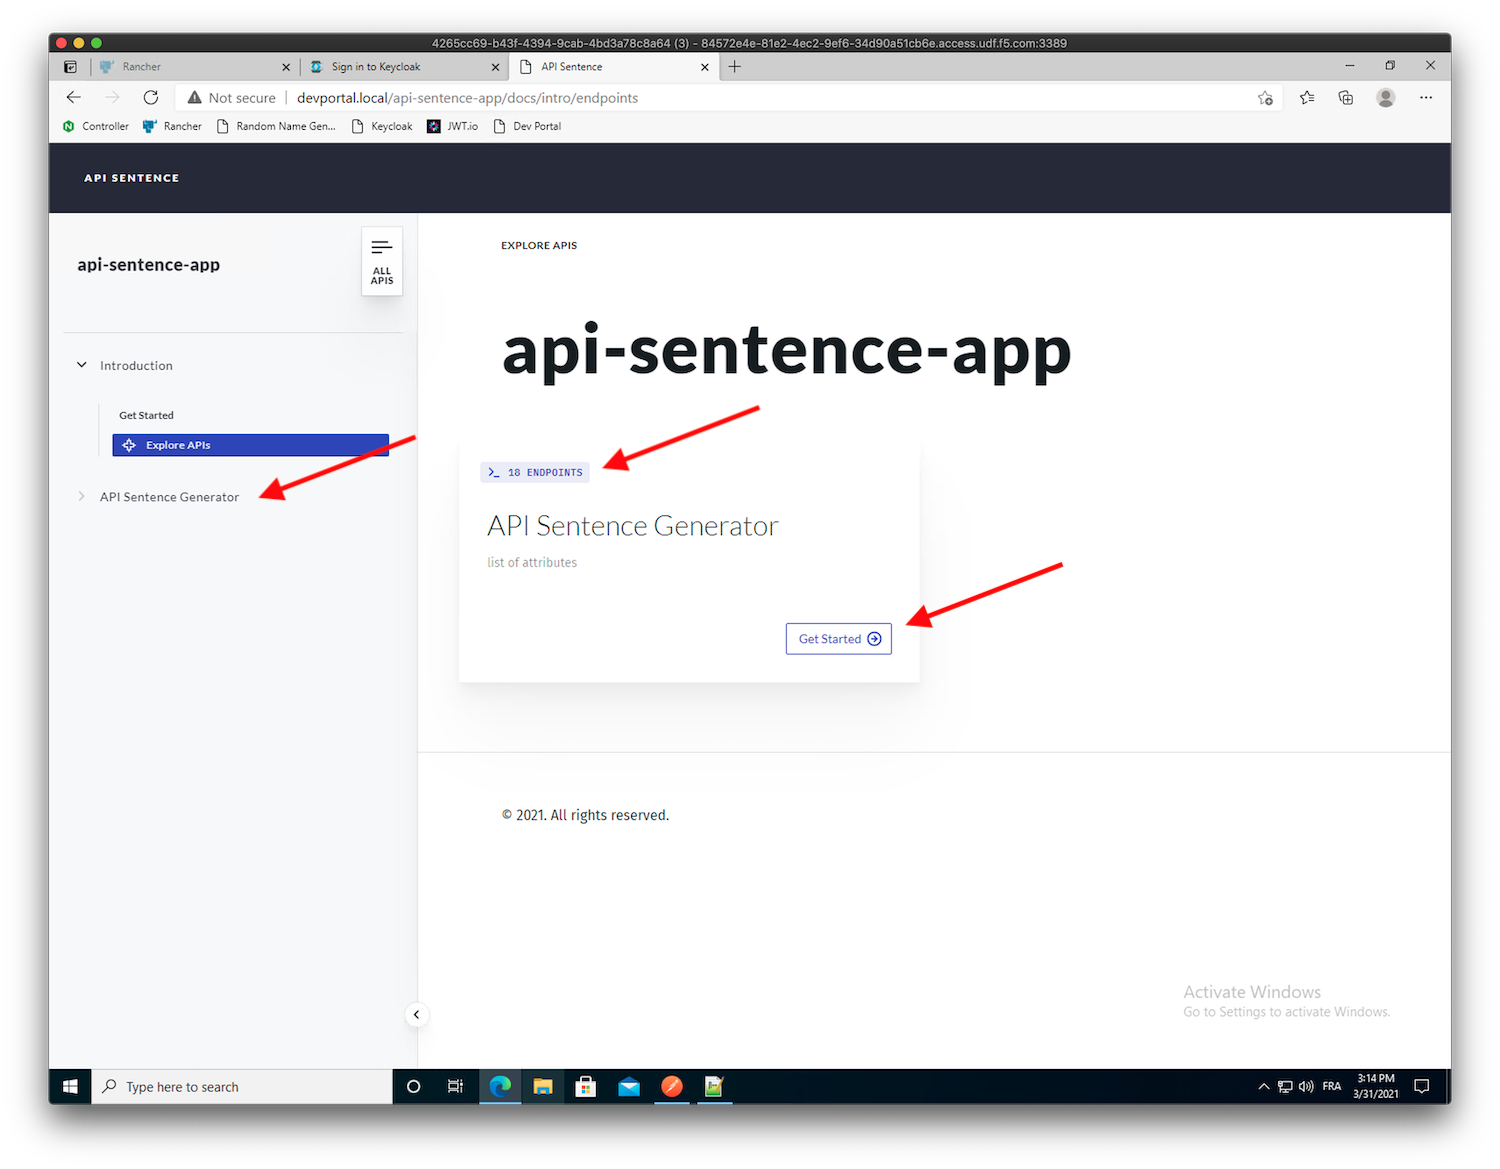 4265cc69-b43f-4394-9cab-4bd3a78c8a64 (3) - 84572e4e-81e2-4ec2-9ef6-34d90a51cb6e.access.udf.f5.com:3389
Rancher
Sign in to Keycloak
API Sentence
Not secure
devportal.local/api-sentence-app/docs/intro/endpoints
Controller
Rancher
Random Name Gen...
Keycloak
JWT.io
Dev Portal
API SENTENCE
api-sentence-app
ALL
APIS
Introduction
Get Started
Explore APIs
API Sentence Generator
EXPLORE APIS
api-sentence-app
>_ 18 ENDPOINTS
API Sentence Generator
list of attributes
Get Started
© 2021. All rights reserved.
Activate Windows
Go to Settings to activate Windows.
Type here to search
FRA
3:14 PM
3/31/2021